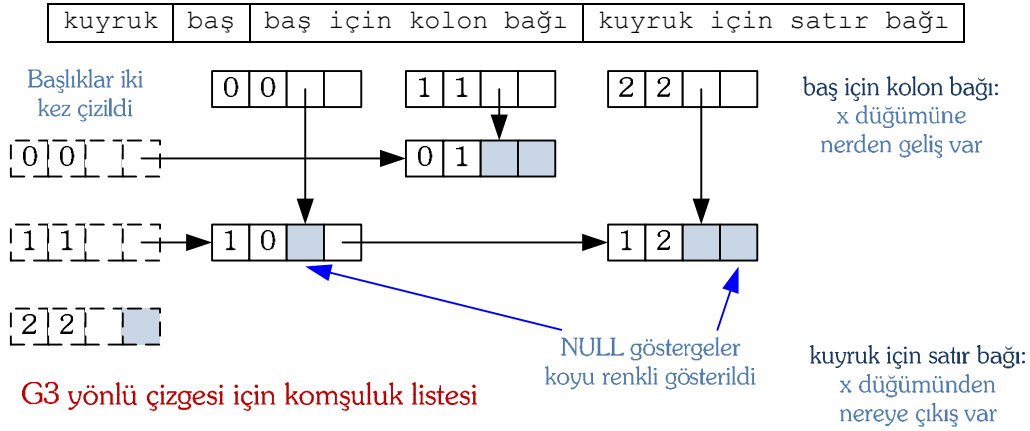 kuyruk baş baş için kolon bağı kuyruk için satır bağı
Başlıklar iki
kez çizildi
0 0
1 1
2 2
baş için kolon bağı:
x düğümüne
nerden geliş var
0 0
0 1
1 1
1 0
1 2
2 2
NULL göstergeler
koyu renkli gösterildi
kuyruk için satır bağı:
x düğümünden
nereye çıkış var
G3 yönlü çizgesi için komşuluk listesi